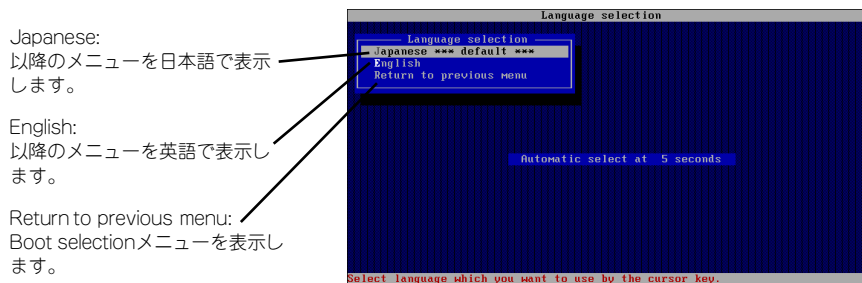 Japanese:
以降のメニューを日本語で表示
します。
English:
以降のメニューを英語で表示し
ます。
Return to previous menu:
Boot selectionメニューを表示し
ます。
Language selection
Language selection
Japanese *** default ***
English
Return to previous menu
Automatic select at 5 seconds
Select language which you want to use by the cursor key.